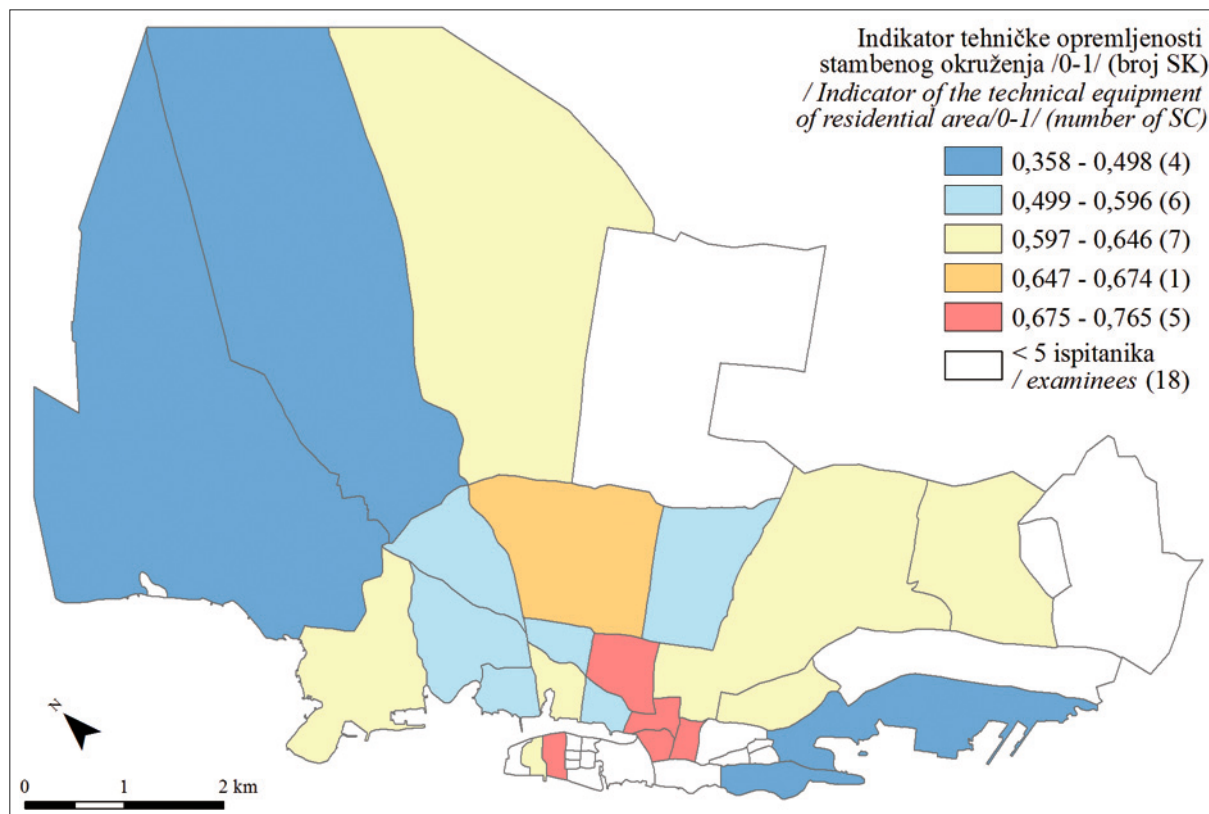 Indikator tehničke opremljenosti
stambenog okruženja /0-1/ (broj SK)
/ Indicator of the technical equipment
of residential area/0-1/ (number of SC)
0,358 - 0,498 (4)
0,499 - 0,596 (6)
0,597 - 0,646 (7)
0,647 - 0,674 (1)
0,675 - 0,765 (5)
< 5 ispitanika
/ examinees (18)
N
0 1 2 km